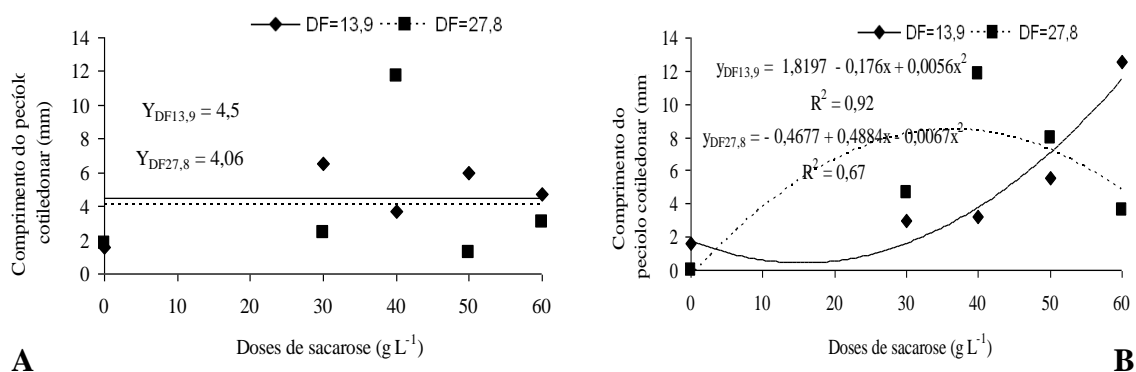 DF=13,9 DF=27,8
14
12
10
8
6
4
2
0
Comprimento do pecíolo
cotiledonar (mm)
Y_DF13,9 = 4,5
Y_DF27,8 = 4,06
0 10 20 30 40 50 60
Doses de sacarose (g L⁻¹)
A
DF=13,9 DF=27,8
14
12
10
8
6
4
2
0
Comprimento do
peciolo cotiledonar (mm
y_DF13,9 = 1,8197 - 0,176x + 0,0056x²
R² = 0,92
y_DF27,8 = - 0,4677 + 0,4884x - 0,0067x²
R² = 0,67
0 10 20 30 40 50 60
Doses de sacarose (g L⁻¹)
B